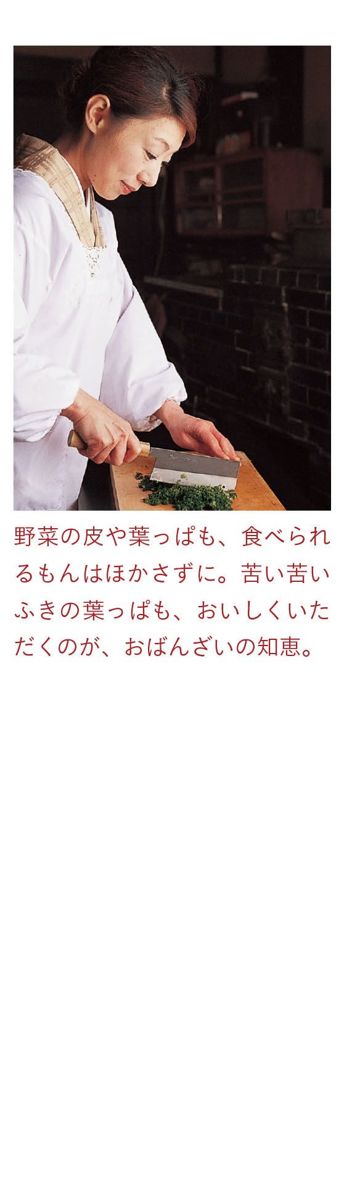 野菜の皮や葉っぱも、食べられ
るもんはほかさずに。苦い苦い
ふきの葉っぱも、おいしくいた
だくのが、おばんざいの知恵。